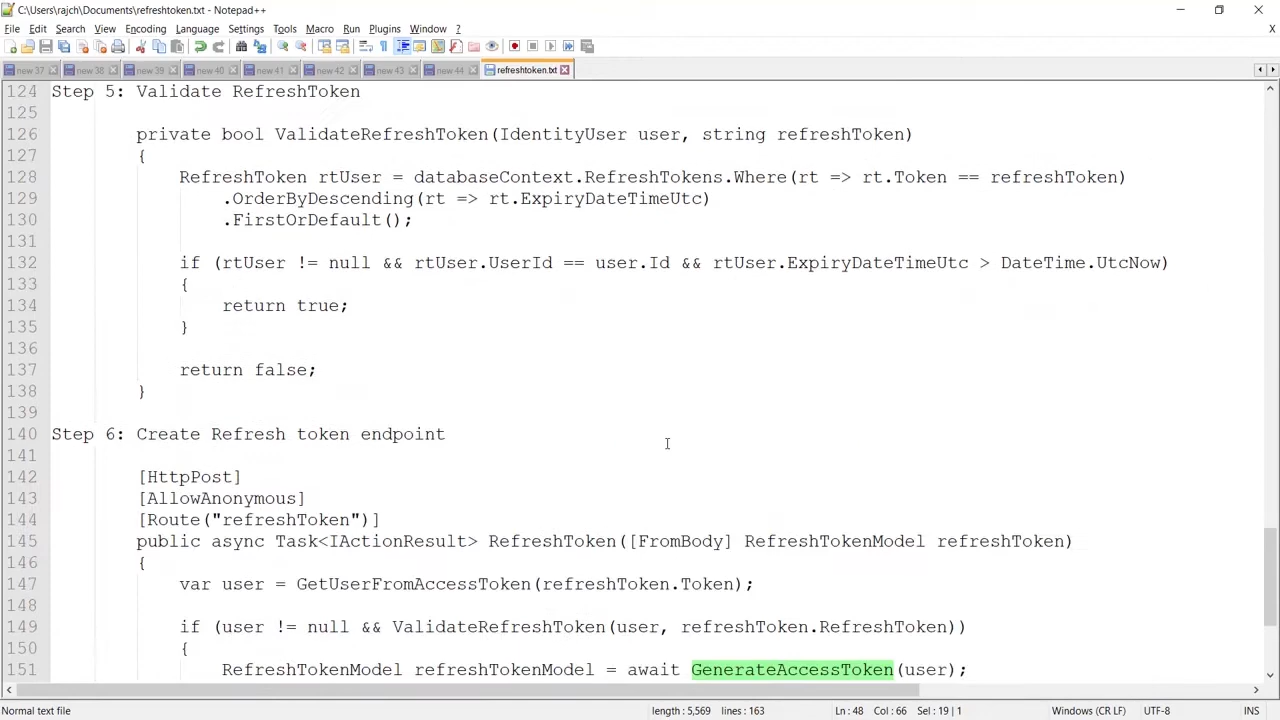 C:\Users\rajch\Documents\refreshtoken.txt - Notepad++
File Edit Search View Encoding Language Settings Tools Macro Run Plugins Window ? X
new 37 new 38 new 39 new 40 new 41 new 42 new 43 new 44 refreshtoken.txt
124 Step 5: Validate RefreshToken
125
126 private bool ValidateRefreshToken(IdentityUser user, string refreshToken)
127 {
128 RefreshToken rtUser = databaseContext.RefreshTokens.Where(rt => rt.Token == refreshToken)
129 .OrderByDescending(rt => rt.ExpiryDateTimeUtc)
130 .FirstOrDefault();
131
132 if (rtUser != null && rtUser.UserId == user.Id && rtUser.ExpiryDateTimeUtc > DateTime.UtcNow)
133 {
134 return true;
135 }
136
137 return false;
138 }
139
140 Step 6: Create Refresh token endpoint
141
142 [HttpPost]
143 [AllowAnonymous]
144 [Route("refreshToken")]
145 public async Task<IActionResult> RefreshToken([FromBody] RefreshTokenModel refreshToken)
146 {
147 var user = GetUserFromAccessToken(refreshToken.Token);
148
149 if (user != null && ValidateRefreshToken(user, refreshToken.RefreshToken))
150 {
151 RefreshTokenModel refreshTokenModel = await GenerateAccessToken(user);
Normal text file length : 5,569 lines : 163 Ln : 48 Col : 66 Sel : 19 | 1 Windows (CR LF) UTF-8 INS